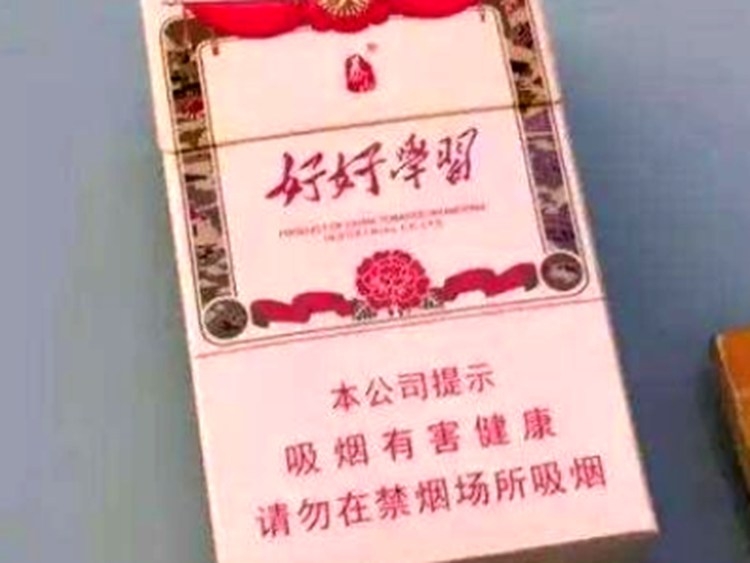 好好學習
本公司提示
吸烟有害健康
请勿在禁烟场所吸烟